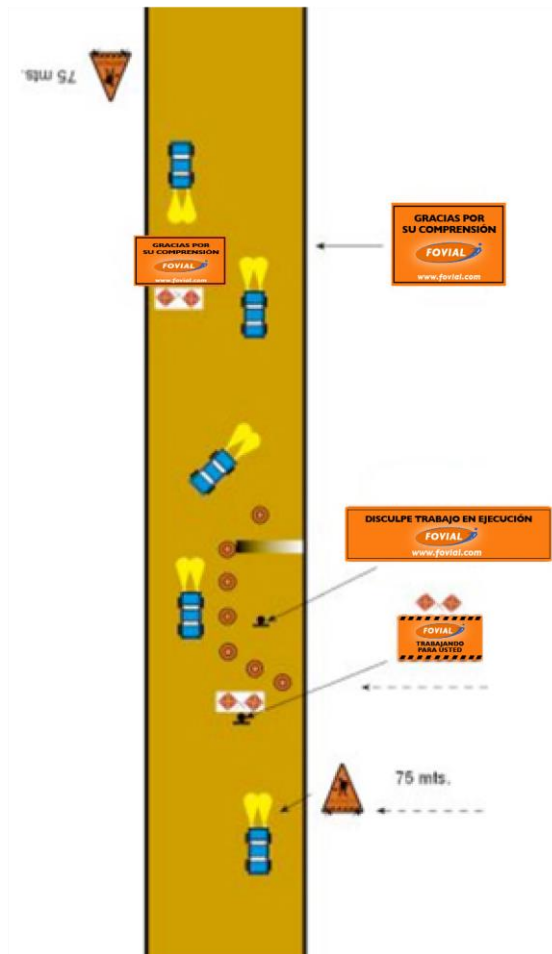 75 mts.
GRACIAS POR
SU COMPRENSIÓN
FOVIAL
www.fovial.com
GRACIAS POR
SU COMPRENSIÓN
FOVIAL
www.fovial.com
DISCULPE TRABAJO EN EJECUCIÓN
FOVIAL
www.fovial.com
FOVIAL
TRABAJANDO
PARA USTED
75 mts.